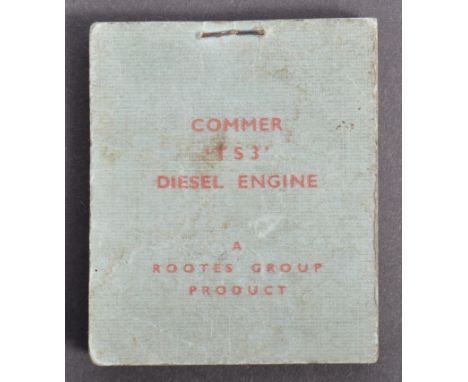 COMMER
'TS3'
DIESEL ENGINE
A
ROOTES GROUP
PRODUCT